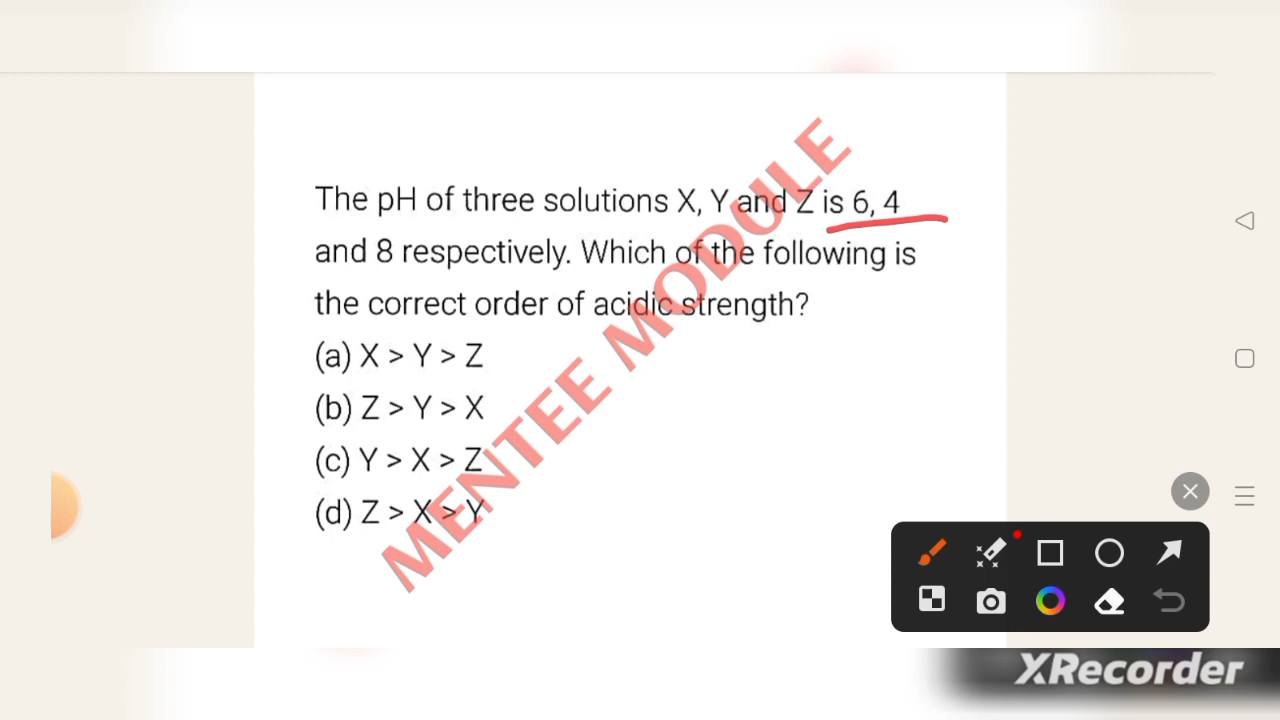 The pH of three solutions X, Y and Z is 6, 4
and 8 respectively. Which of the following is
the correct order of acidic strength?
(a) X > Y > Z
(b) Z > Y > X
(c) Y > X > Z
(d) Z > X > Y
MENTEE MODULE
XRecorder